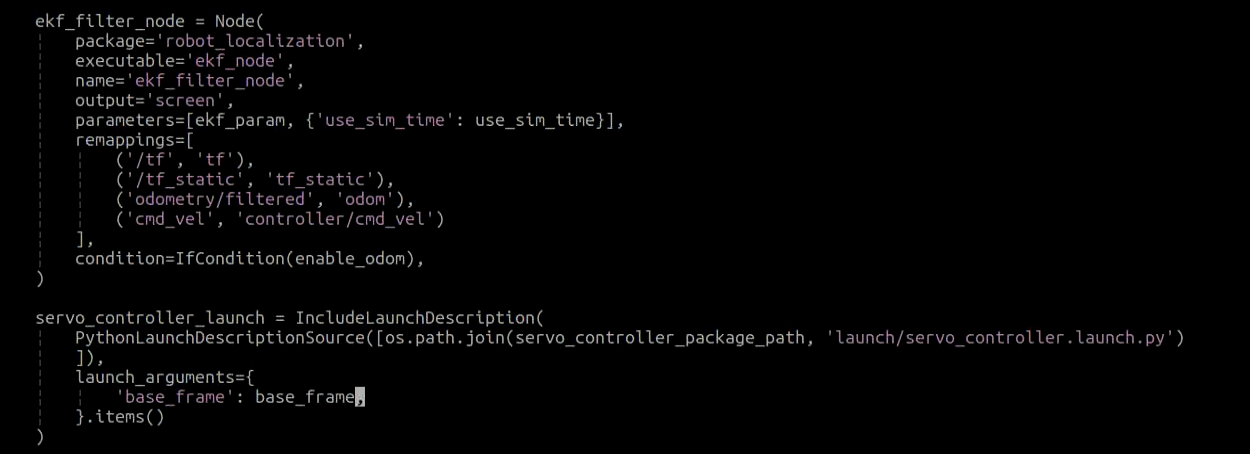 ekf_filter_node = Node(
    package='robot_localization',
    executable='ekf_node',
    name='ekf_filter_node',
    output='screen',
    parameters=[ekf_param, {'use_sim_time': use_sim_time}],
    remappings=[
        ('/tf', 'tf'),
        ('/tf_static', 'tf_static'),
        ('odometry/filtered', 'odom'),
        ('cmd_vel', 'controller/cmd_vel')
    ],
    condition=IfCondition(enable_odom),
)

servo_controller_launch = IncludeLaunchDescription(
    PythonLaunchDescriptionSource([os.path.join(servo_controller_package_path, 'launch/servo_controller.launch.py')
    ]),
    launch_arguments={
        'base_frame': base_frame,
    }.items()
)